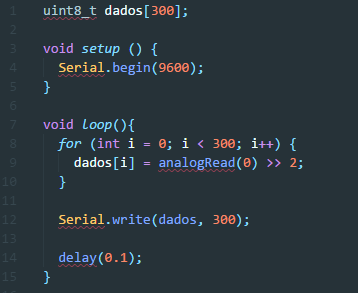 1 uint8_t dados[300];
2
3 void setup () {
4 Serial.begin(9600);
5 }
6
7 void loop(){
8 for (int i = 0; i < 300; i++) {
9 dados[i] = analogRead(0) >> 2;
10 }
11
12 Serial.write(dados, 300);
13
14 delay(0.1);
15 }